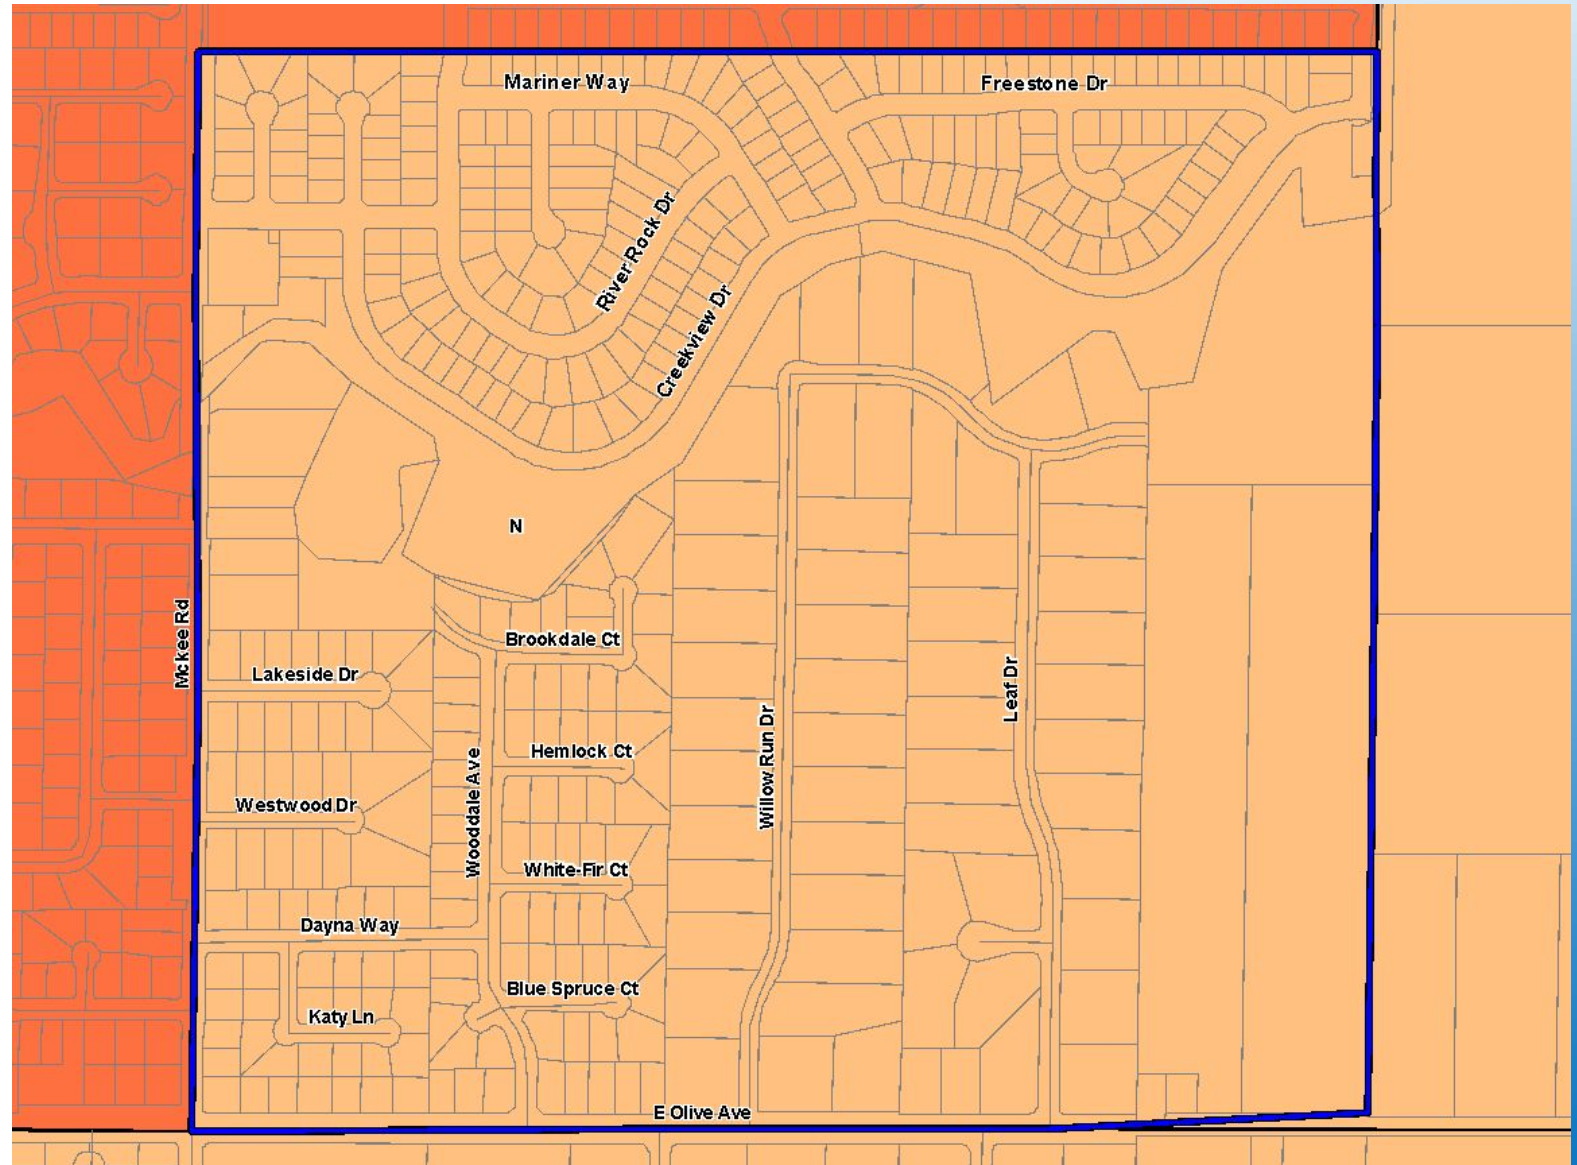 Mariner Way
Freestone Dr
River Rock Dr
Creekview Dr
N
Mckee Rd
Brookdale Ct
Lakeside Dr
Leaf Dr
Willow Run Dr
Hemlock Ct
Wooddale Ave
Westwood Dr
White-Fir Ct
Dayna Way
Blue Spruce Ct
Katy Ln
E Olive Ave